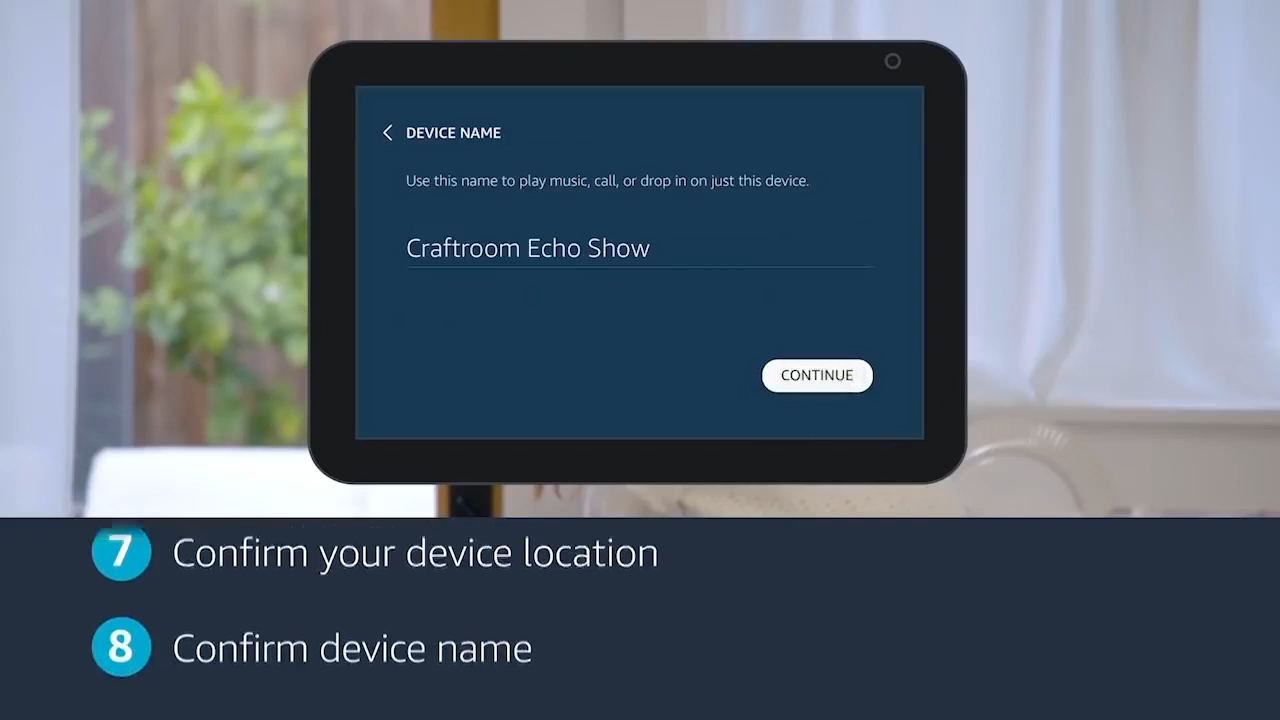 DEVICE NAME
Use this name to play music, call, or drop in on just this device.
Craftroom Echo Show
CONTINUE
7 Confirm your device location
8 Confirm device name